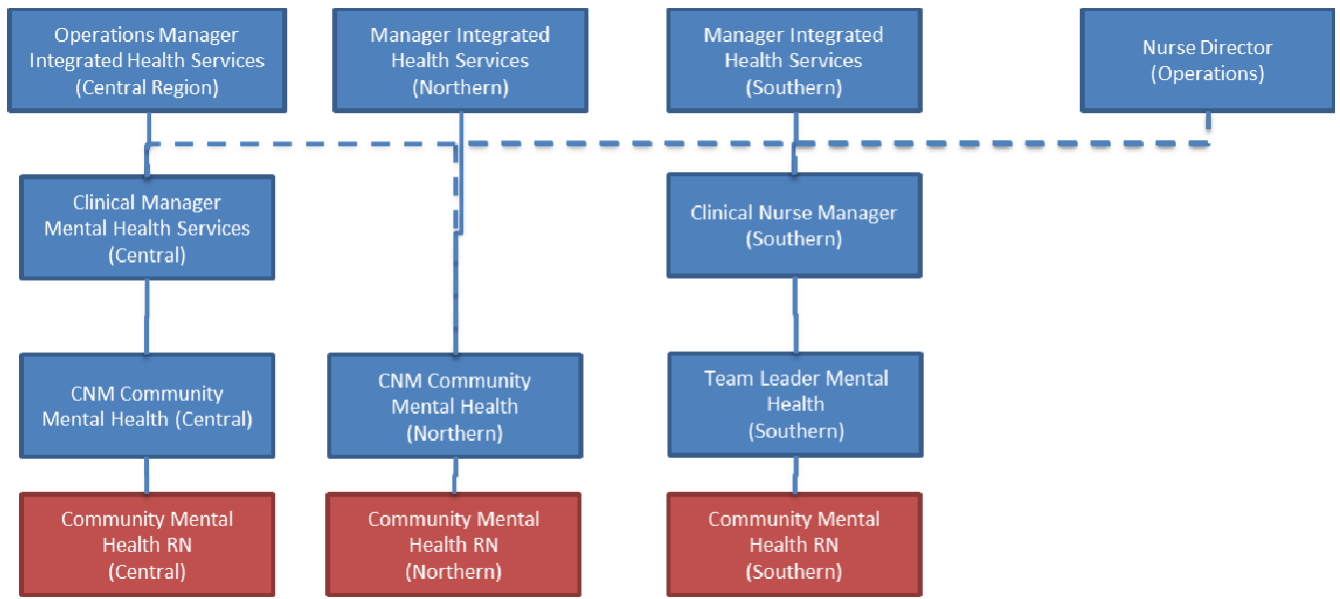 Operations Manager
Integrated Health Services
(Central Region)
Manager Integrated
Health Services
(Northern)
Manager Integrated
Health Services
(Southern)
Nurse Director
(Operations)
Clinical Manager
Mental Health Services
(Central)
Clinical Nurse Manager
(Southern)
CNM Community
Mental Health (Central)
CNM Community
Mental Health
(Northern)
Team Leader Mental
Health
(Southern)
Community Mental
Health RN
(Central)
Community Mental
Health RN
(Northern)
Community Mental
Health RN
(Southern)